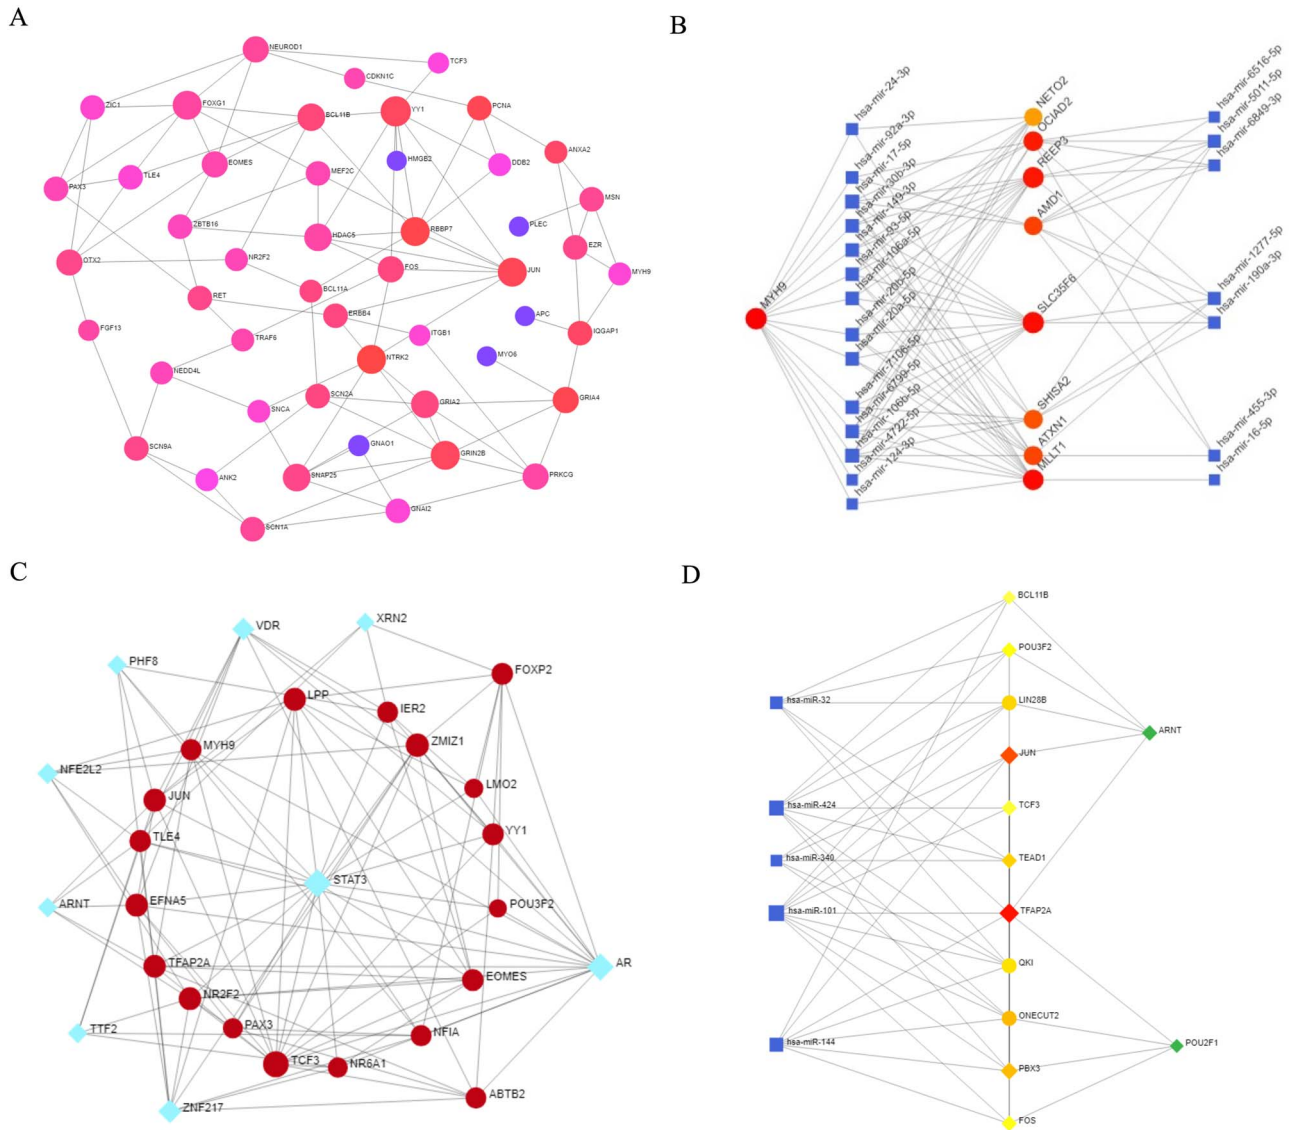 A
NEUROD1
TCF3
CDKN1C
ZIC1
FOXG1
BCL11B
YY1
PCNA
HMGB2
DDB2
ANXA2
EOMES
MEF2C
TLE4
PAX3
MSN
PLEC
ZBTB16
HDAC5
RBBP7
EZR
OTX2
NR2F2
FOS
JUN
MYH9
BCL11A
RET
ERBB4
APC
FGF13
TRAF6
ITGB1
IQGAP1
MYO6
NTRK2
NEDD4L
SCN2A
SNCA
GRIA2
GRIA4
GNAO1
SCN9A
GRIN2B
ANK2
SNAP25
PRKCG
GNAI2
SCN1A
B
MYH9
hsa-mir-24-3p
hsa-mir-92a-3p
hsa-mir-17-5p
hsa-mir-30b-3p
hsa-mir-149-3p
hsa-mir-93-5p
hsa-mir-106a-5p
hsa-mir-20b-5p
hsa-mir-20a-5p
hsa-mir-7106-5p
hsa-mir-6799-5p
hsa-mir-106b-5p
hsa-mir-4722-5p
hsa-mir-124-3p
NETO2
OCIAD2
REEP3
AMD1
SLC35F6
SHISA2
ATXN1
MLLT1
hsa-mir-6516-5p
hsa-mir-5011-5p
hsa-mir-6849-3p
hsa-mir-1277-5p
hsa-mir-190a-3p
hsa-mir-455-3p
hsa-mir-16-5p
C
XRN2
VDR
PHF8
FOXP2
LPP
IER2
ZMIZ1
MYH9
NFE2L2
LMO2
JUN
YY1
TLE4
STAT3
EFNA5
POU3F2
ARNT
AR
TFAP2A
EOMES
NR2F2
PAX3
NFIA
TTF2
TCF3
NR6A1
ABTB2
ZNF217
D
BCL11B
POU3F2
hsa-miR-32
LIN28B
ARNT
JUN
hsa-miR-424
TCF3
hsa-miR-340
TEAD1
hsa-miR-101
TFAP2A
QKI
ONECUT2
hsa-miR-144
POU2F1
PBX3
FOS